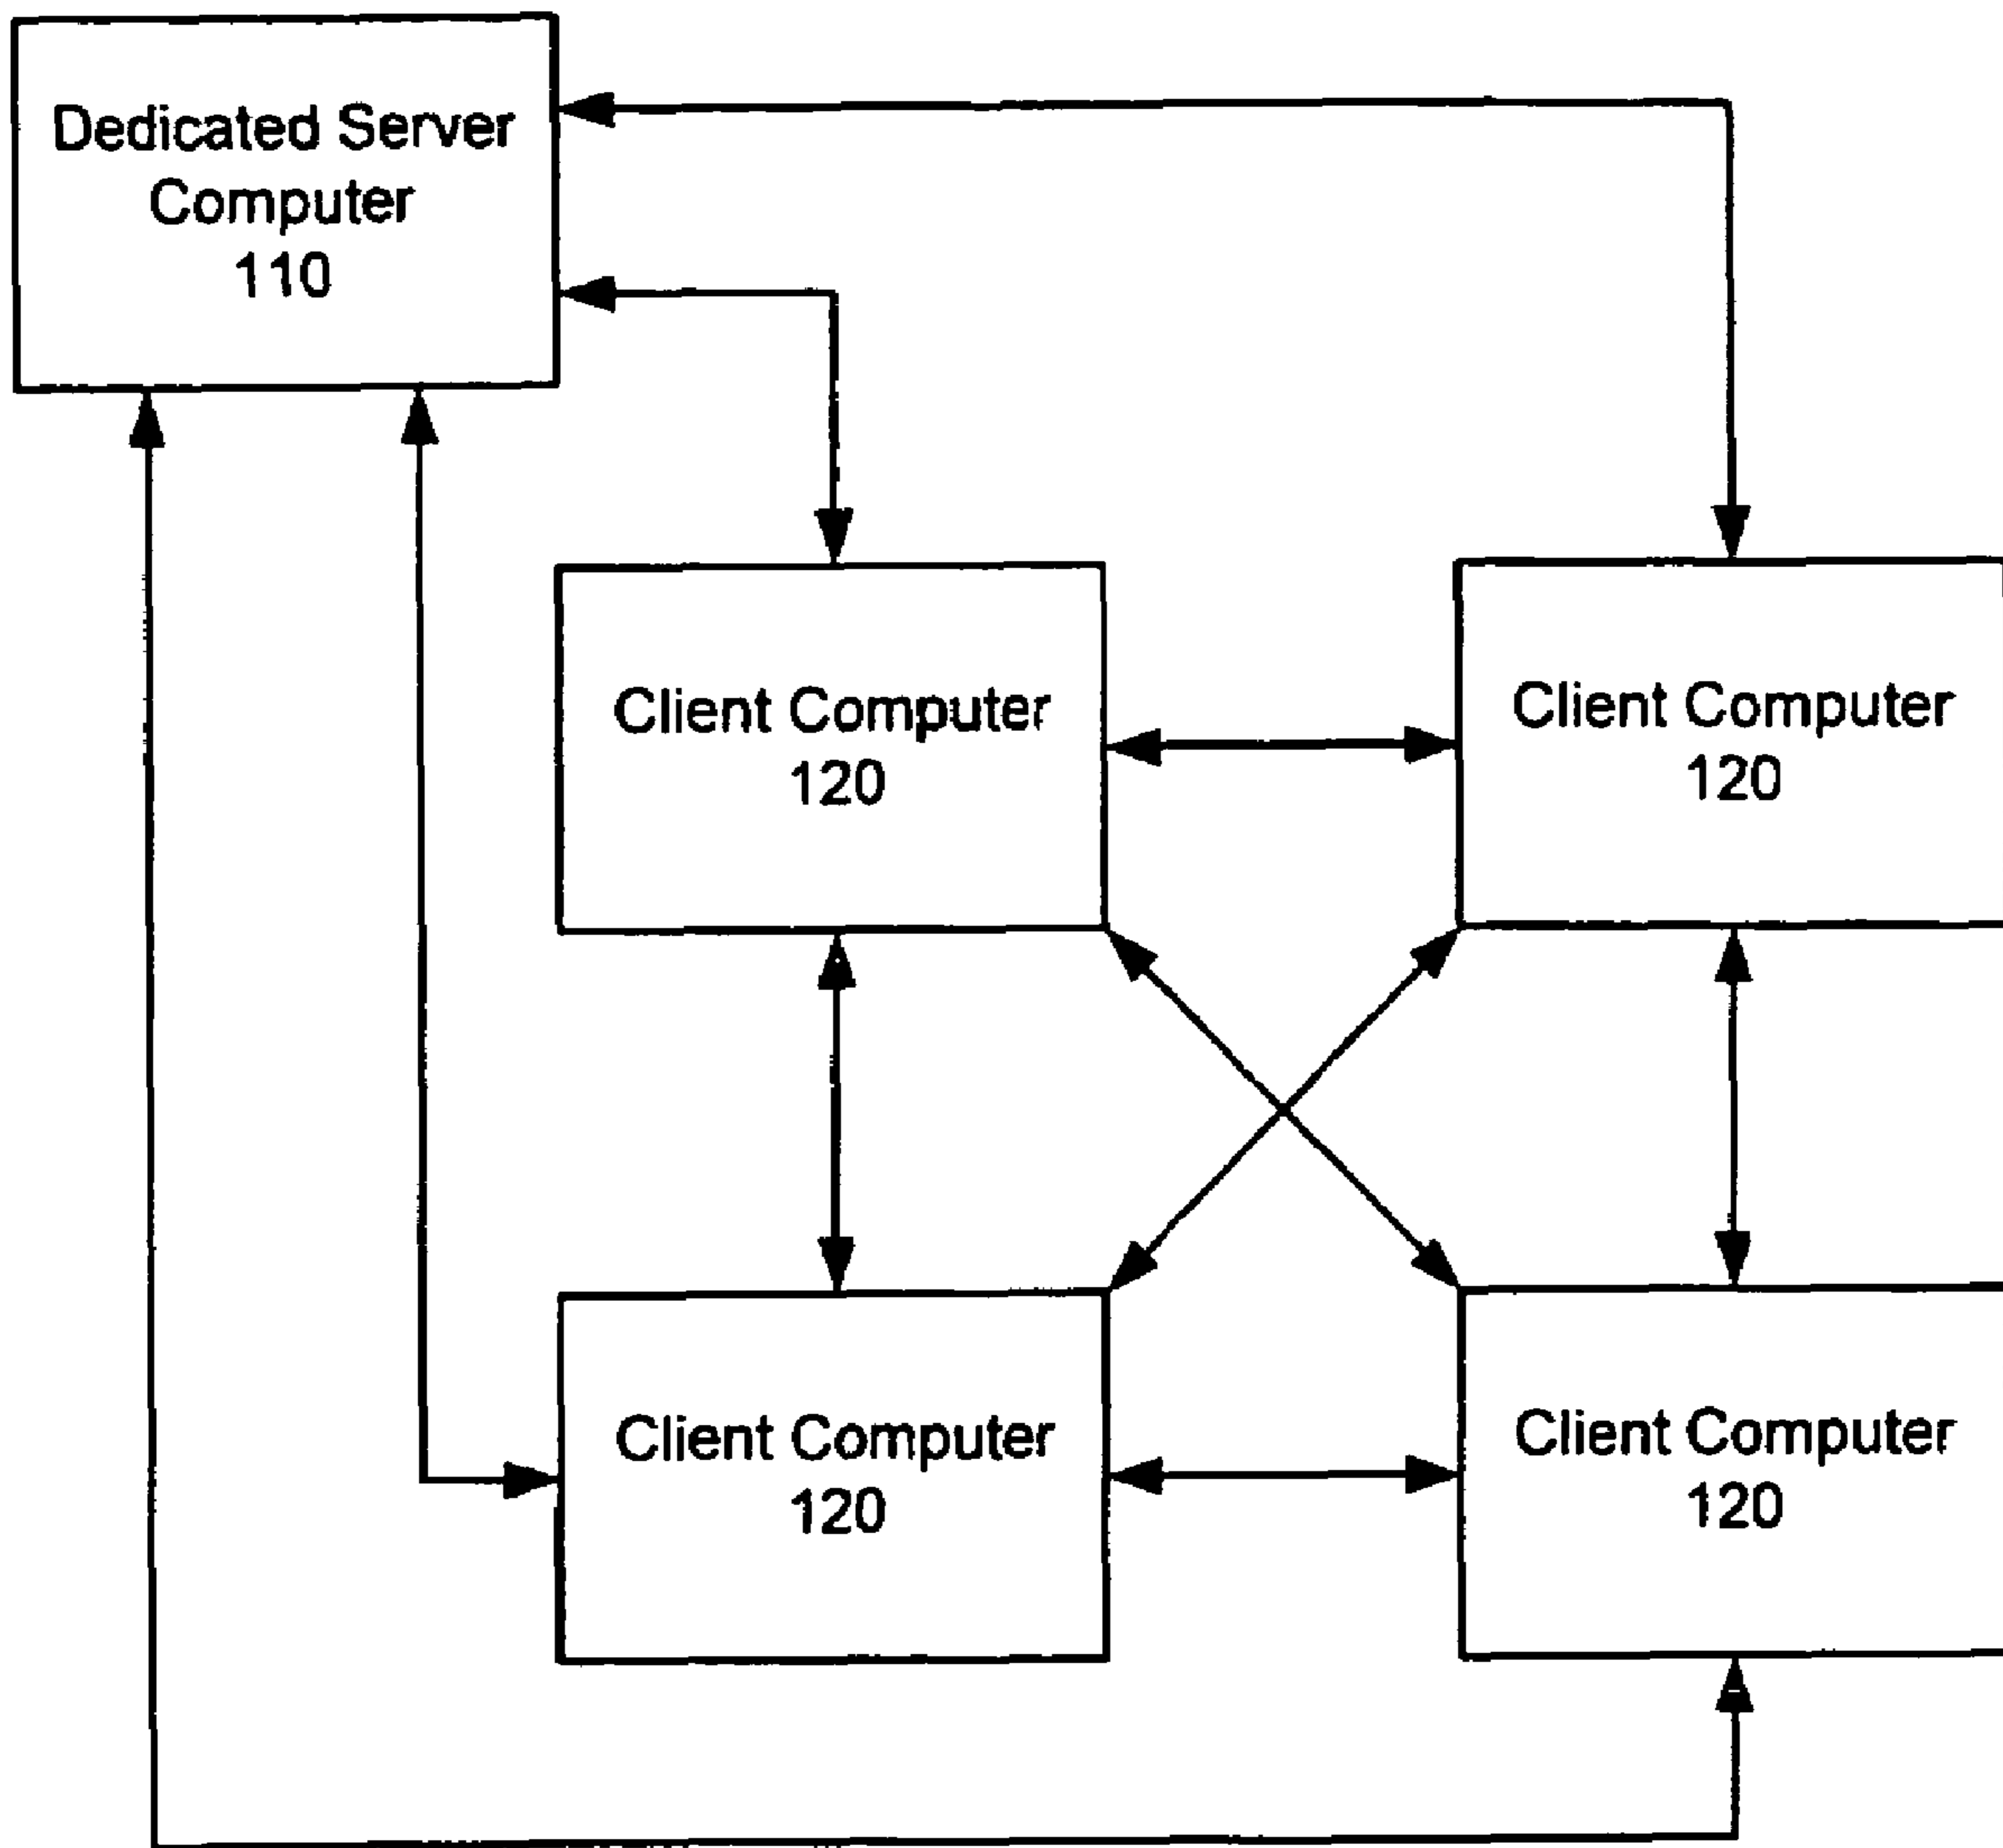 Dedicated Server
Computer
110
Client Computer
120
Client Computer
120
Client Computer
120
Client Computer
120